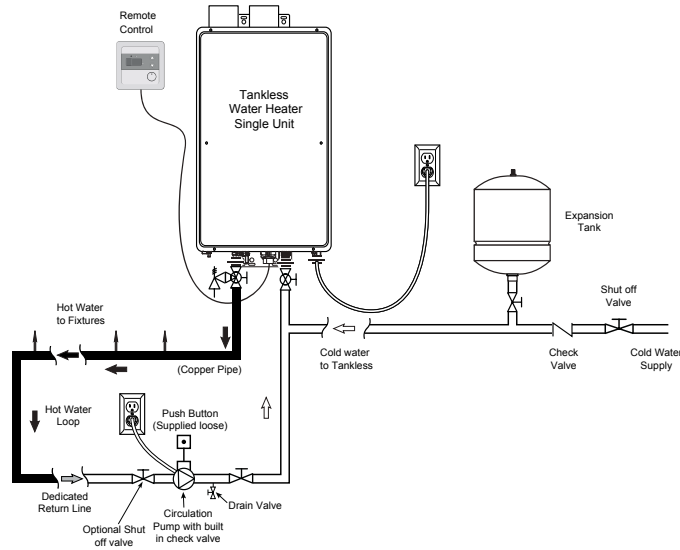 Remote
Control
Tankless
Water Heater
Single Unit
Expansion
Tank
Hot Water
to Fixtures
Shut off
Valve
(Copper Pipe)
Cold water
to Tankless
Check
Valve
Cold Water
Supply
Hot Water
Loop
Push Button
(Supplied loose)
Dedicated
Return Line
Drain Valve
Optional Shut
off valve
Circulation
Pump with built
in check valve